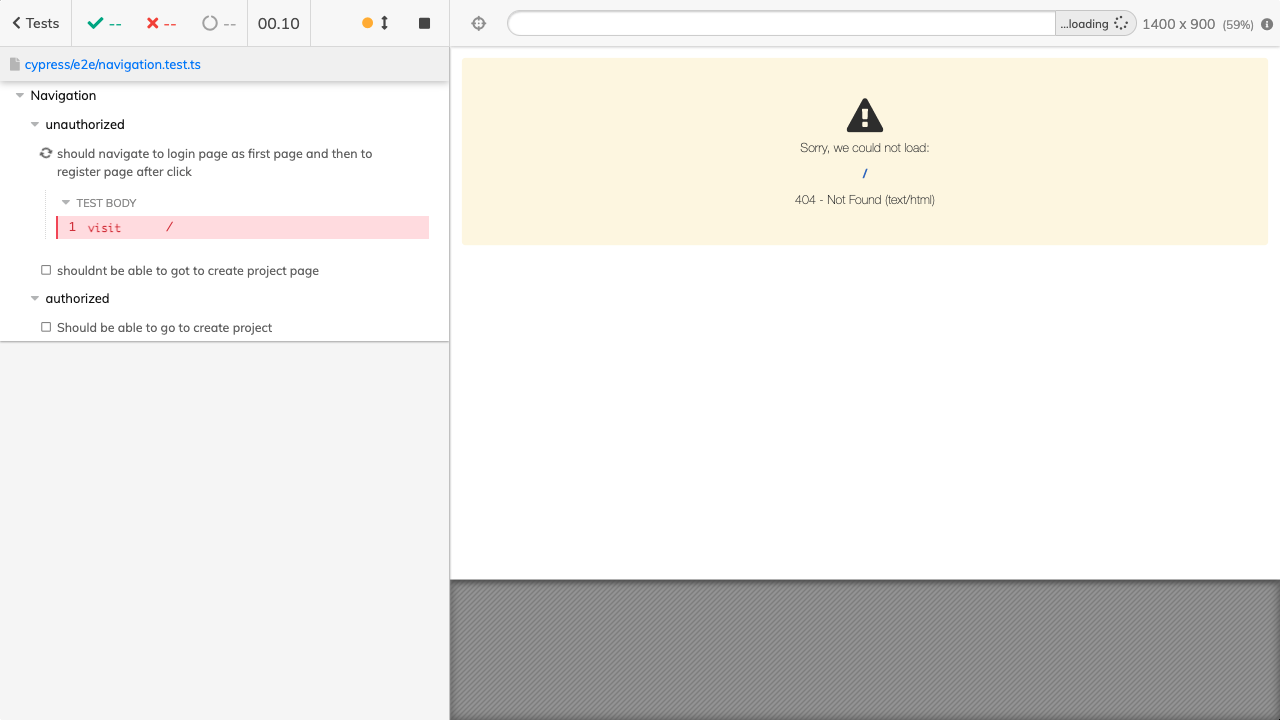 Tests -- -- -- 00.10
...loading 1400 x 900 (59%)
cypress/e2e/navigation.test.ts
Navigation
unauthorized
should navigate to login page as first page and then to
register page after click
TEST BODY
1 visit /
shouldnt be able to got to create project page
authorized
Should be able to go to create project
Sorry, we could not load:
/
404 - Not Found (text/html)